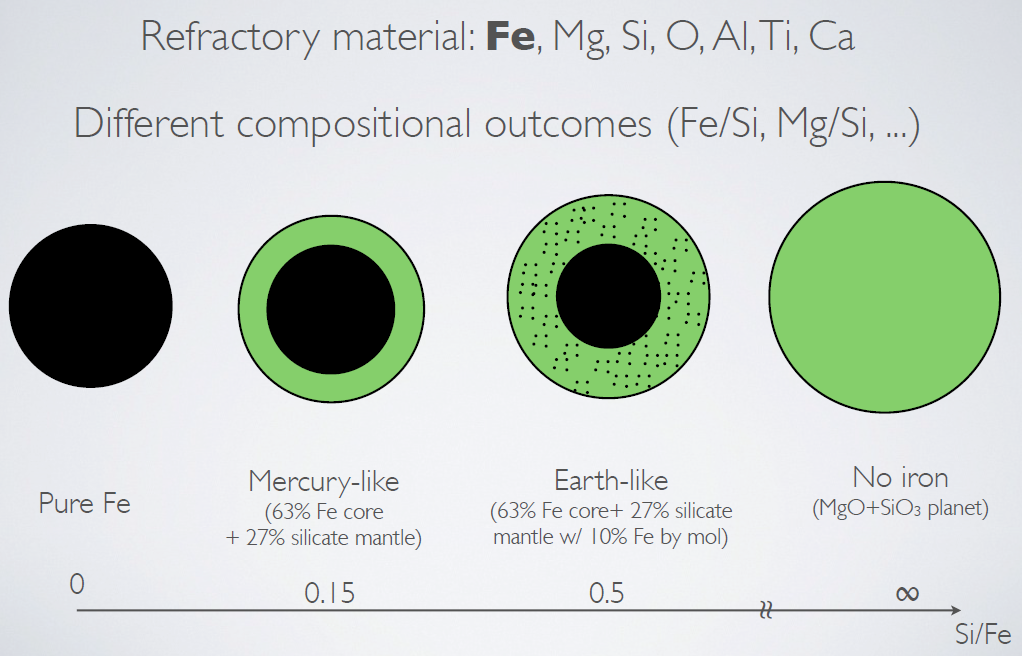 Refractory material: Fe, Mg, Si, O, Al, Ti, Ca
Different compositional outcomes (Fe/Si, Mg/Si, ...)
Pure Fe
Mercury-like
(63% Fe core
+ 27% silicate mantle)
Earth-like
(63% Fe core+ 27% silicate
mantle w/ 10% Fe by mol)
No iron
(MgO+SiO₃ planet)
0
0.15
0.5
∞
Si/Fe